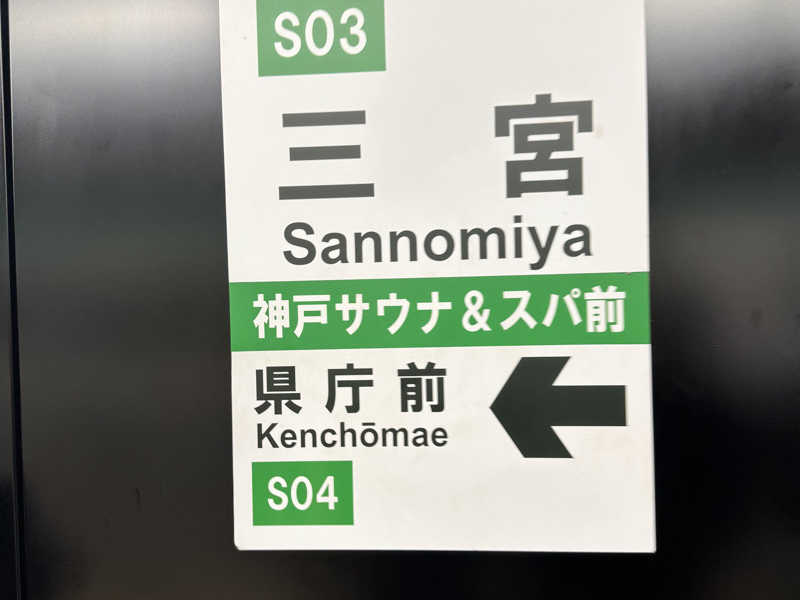 S03
三宮
Sannomiya
神戸サウナ&スパ前
県庁前
Kenchōmae
S04